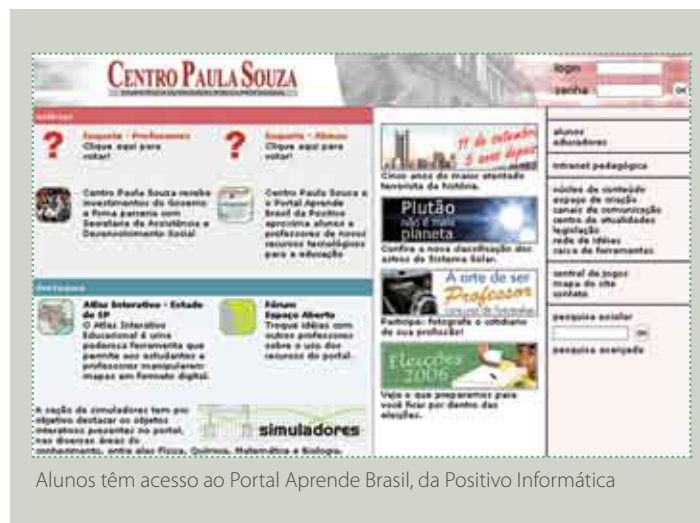 CENTRO PAULA SOUZA
login
senha
OK
notícias
Enquete - Professores
Clique aqui para
votar!
Enquete - Alunos
Clique aqui para
votar!
Centro Paula Souza recebe
investimentos do Governo
e firma parceria com
Secretaria de Assistência e
Desenvolvimento Social
Centro Paula Souza e
o Portal Aprende
Brasil da Positivo
aproxima alunos e
professores de novos
recursos tecnológicos
para a educação
Destaques
Atlas Interativo - Estado
de SP
O Atlas Interativo
Educacional é uma
poderosa ferramenta que
permite aos estudantes e
professores manipularem
mapas em formato digital.
Fórum
Espaço Aberto
Troque idéias com
outros professores
sobre o uso dos
recursos do portal.
A seção de simuladores tem por
objetivo destacar os objetos
interativos presentes no portal,
nas diversas áreas do
conhecimento, entre elas Física, Química, Matemática e Biologia.
simuladores
11 de setembro
5 anos depois
Cinco anos do maior atentado
terrorista da história.
Plutão
não é mais
planeta
Confira a nova classificação dos
astros do Sistema Solar.
A arte de ser
Professor
concurso de fotografias
Participe: fotografe o cotidiano
de sua profissão!
Eleições
2006
Veja o que preparamos para
você ficar por dentro das
eleições.
alunos
educadores
intranet pedagógica
núcleo de conteúdo
espaço de criação
canais de comunicação
centro de atualidades
legislação
rede de idéias
caixa de ferramentas
central de jogos
mapa do site
contato
pesquisa escolar
OK
pesquisa avançada
Alunos têm acesso ao Portal Aprende Brasil, da Positivo Informática